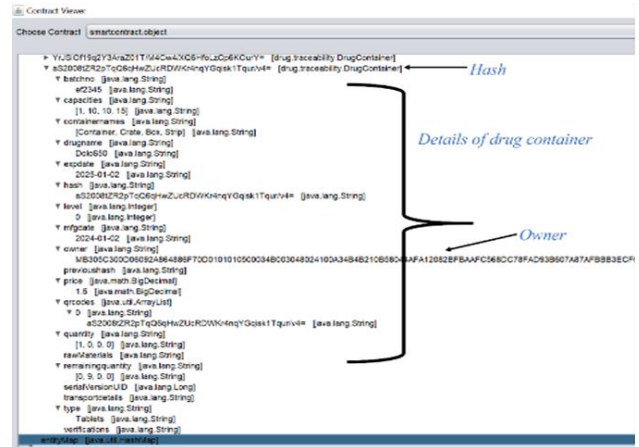 Contract Viewer
Choose Contract smartcontract.object
[drug.traceability.DrugContainer]
[drug.traceability.DrugContainer] Hash
batchno [java.lang.String]
ef2345
capacities [java.lang.String]
[1, 10, 10, 15]
containernames [java.lang.String]
[Container, Crate, Box, Strip] [java.lang.String]
drugname [java.lang.String]
Details of drug container
Dolo650 [java.lang.String]
expdate [java.lang.String]
2025-01-02 [java.lang.String]
hash [java.lang.String]
[java.lang.String]
level [java.lang.Integer]
0 [java.lang.Integer]
mfgdate [java.lang.String]
2024-01-02 [java.lang.String]
Owner
owner [java.lang.String]
previoushash [java.lang.String]
price [java.math.BigDecimal]
1.5 [java.math.BigDecimal]
qrcodes [java.util.ArrayList]
0 [java.lang.String]
[java.lang.String]
quantity [java.lang.String]
[1, 0, 0, 0] [java.lang.String]
rawMaterials [java.lang.String]
remainingquantity [java.lang.String]
[0, 9, 0, 0] [java.lang.String]
serialVersionUID [java.lang.Long]
transportdetails [java.lang.String]
type [java.lang.String]
Tablets [java.lang.String]
verifications [java.lang.String]
entityMap [java.util.HashMap]